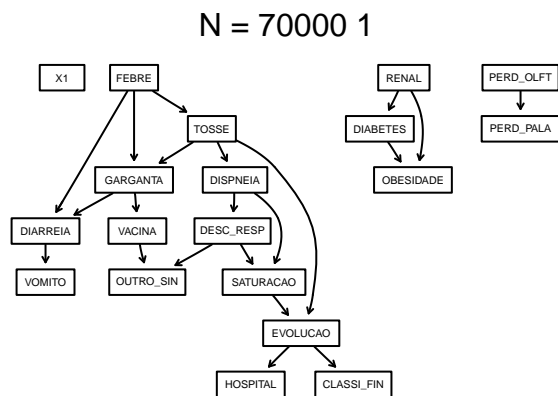 N = 70000 1
X1 FEBRE RENAL PERD_OLFT
TOSSE DIABETES PERD_PALA
GARGANTA DISPNEIA OBESIDADE
DIARREIA VACINA DESC_RESP
VOMITO OUTRO_SIN SATURACAO
EVOLUCAO
HOSPITAL CLASSI_FIN